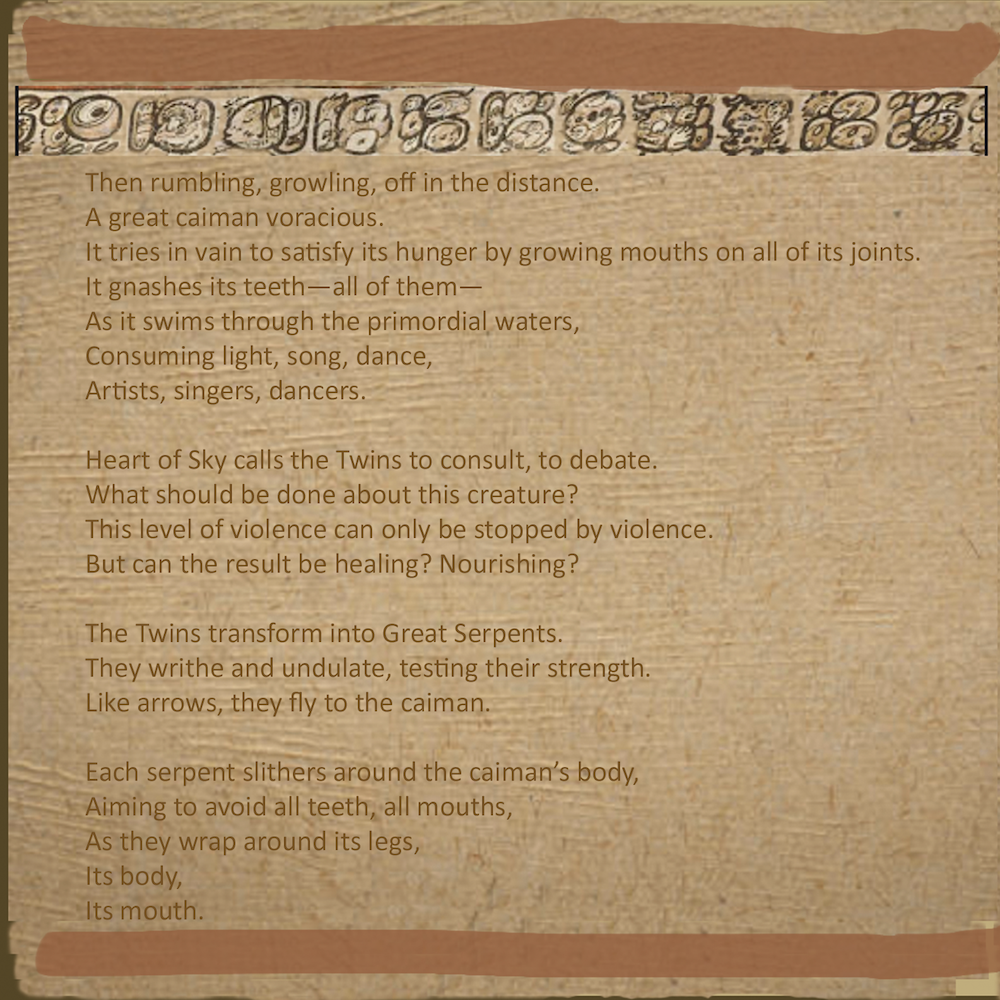 Then rumbling, growling, off in the distance.
A great caiman voracious.
It tries in vain to satisfy its hunger by growing mouths on all of its joints.
It gnashes its teeth—all of them—
As it swims through the primordial waters,
Consuming light, song, dance,
Artists, singers, dancers.

Heart of Sky calls the Twins to consult, to debate.
What should be done about this creature?
This level of violence can only be stopped by violence.
But can the result be healing? Nourishing?

The Twins transform into Great Serpents.
They writhe and undulate, testing their strength.
Like arrows, they fly to the caiman.

Each serpent slithers around the caiman’s body,
Aiming to avoid all teeth, all mouths,
As they wrap around its legs,
Its body,
Its mouth.